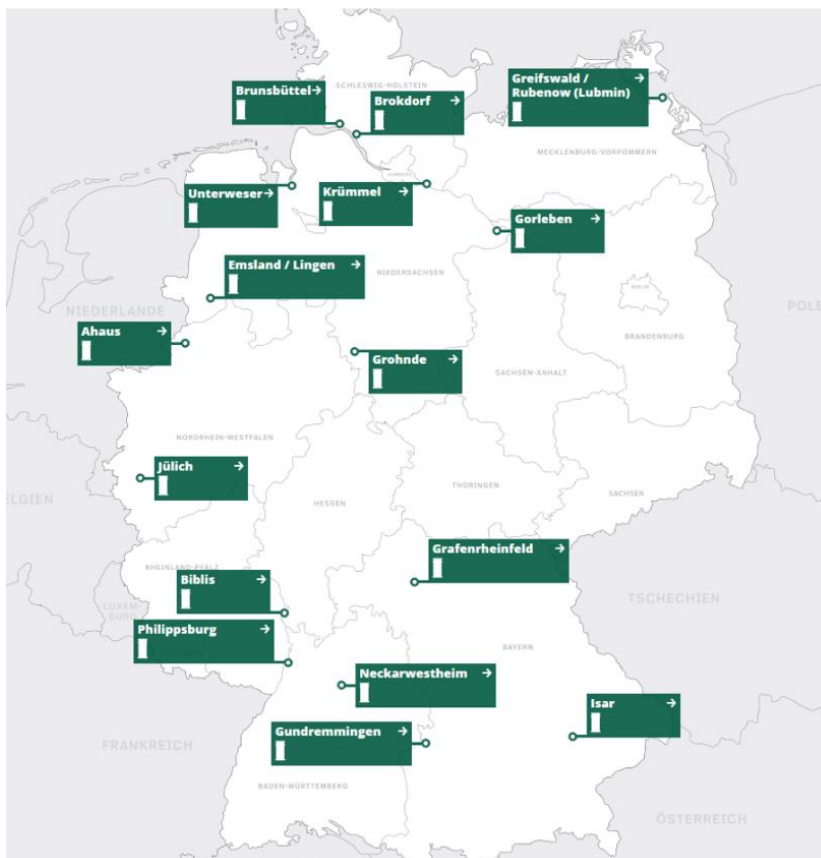 SCHLESWIG-HOLSTEIN
Brunsbüttel→
Brokdorf →
Greifswald / →
Rubenow (Lubmin)
MECKLENBURG-VORPOMMERN
Unterweser→
Krümmel →
Gorleben →
Emsland / Lingen →
NIEDERSACHSEN
BERLIN
NIEDERLANDE
POLE
Ahaus →
BRANDENBURG
Grohnde →
SACHSEN-ANHALT
NORDRHEIN-WESTFALEN
Jülich →
THÜRINGEN
ELGIEN
SACHSEN
HESSEN
Grafenrheinfeld →
RHEINLAND-PFALZ
Biblis →
TSCHECHIEN
LUXEM-
BURG
Philippsburg →
BAYERN
Neckarwestheim →
Isar →
Gundremmingen →
FRANKREICH
BADEN-WÜRTTEMBERG
ÖSTERREICH